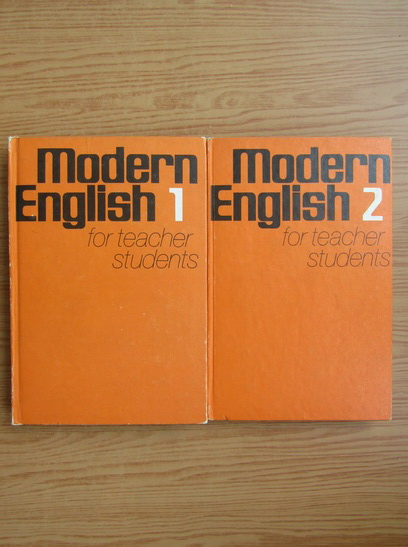 Modern
English 1
for teacher
students
Modern
English 2
for teacher
students